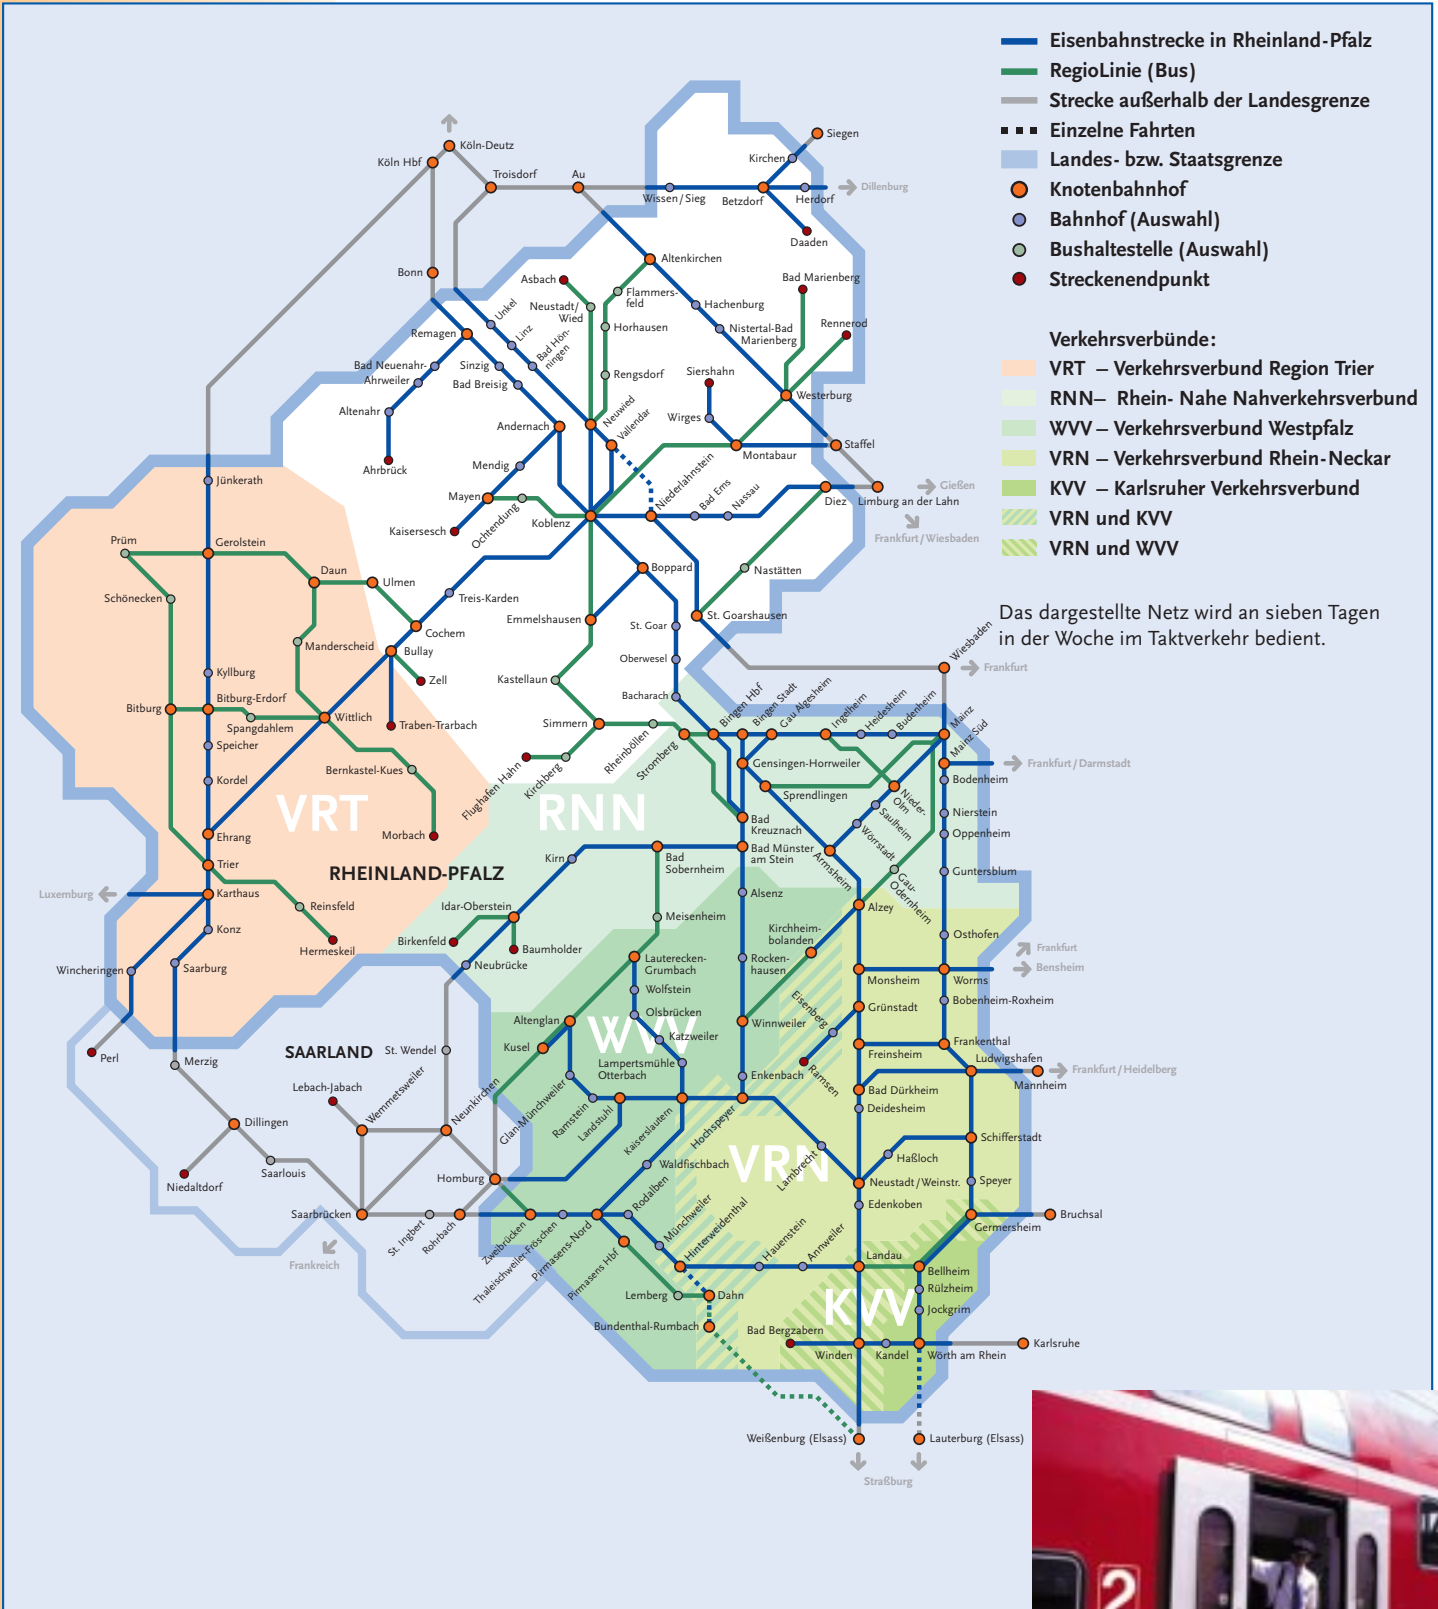 Eisenbahnstrecke in Rheinland-Pfalz
RegioLinie (Bus)
Strecke außerhalb der Landesgrenze
Einzelne Fahrten
Landes- bzw. Staatsgrenze
Knotenbahnhof
Bahnhof (Auswahl)
Bushaltestelle (Auswahl)
Streckenendpunkt
Verkehrsverbünde:
VRT – Verkehrsverbund Region Trier
RNN– Rhein- Nahe Nahverkehrsverbund
WVV – Verkehrsverbund Westpfalz
VRN – Verkehrsverbund Rhein-Neckar
KVV – Karlsruher Verkehrsverbund
VRN und KVV
VRN und WVV
Das dargestellte Netz wird an sieben Tagen
in der Woche im Taktverkehr bedient.
Köln-Deutz
Köln Hbf
Troisdorf
Au
Wissen/Sieg
Betzdorf
Kirchen
Siegen
Herdorf
Dillenburg
Daaden
Bonn
Altenkirchen
Asbach
Neustadt/
Wied
Flammers-
feld
Horhausen
Rengsdorf
Hachenburg
Nistertal-Bad
Marienberg
Bad Marienberg
Rennerod
Unkel
Linz
Bad Hön-
ningen
Remagen
Bad Neuenahr-
Ahrweiler
Sinzig
Bad Breisig
Altenahr
Ahrbrück
Andernach
Neuwied
Vallendar
Siershahn
Wirges
Westerburg
Montabaur
Staffel
Mendig
Mayen
Kaisersesch
Ochtendung
Koblenz
Niederlahnstein
Bad Ems
Nassau
Diez
Limburg an der Lahn
Gießen
Frankfurt/Wiesbaden
Jünkerath
Prüm
Gerolstein
Schönecken
Daun
Ulmen
Treis-Karden
Cochem
Manderscheid
Bullay
Zell
Traben-Trarbach
Boppard
Emmelshausen
Nastätten
St. Goarshausen
St. Goar
Oberwesel
Bacharach
Kastellaun
Simmern
Kyllburg
Bitburg-Erdorf
Bitburg
Spangdahlem
Wittlich
Speicher
Kordel
Bernkastel-Kues
Morbach
Ehrang
Trier
Luxemburg
Karthaus
Konz
Reinsfeld
Hermeskeil
Wincheringen
Saarburg
Perl
Merzig
VRT
RNN
RHEINLAND-PFALZ
Flughafen Hahn
Kirchberg
Rheinböllen
Stromberg
Bingen Hbf
Bingen Stadt
Gau Algesheim
Ingelheim
Heidesheim
Budenheim
Wiesbaden
Frankfurt
Mainz
Mainz Süd
Frankfurt/Darmstadt
Gensingen-Horrweiler
Sprendlingen
Nieder-
Olm
Saulheim
Wörrstadt
Armsheim
Gau-
Odernheim
Bodenheim
Nierstein
Oppenheim
Guntersblum
Bad
Kreuznach
Bad Münster
am Stein
Kirn
Bad
Sobernheim
Alsenz
Meisenheim
Idar-Oberstein
Birkenfeld
Baumholder
Neubrücke
Alzey
Kirchheim-
bolanden
Osthofen
Frankfurt
Bensheim
Lauterecken-
Grumbach
Rocken-
hausen
Monsheim
Worms
Wolfstein
Olsbrücken
Bobenheim-Roxheim
Grünstadt
Eisenberg
Altenglan
WVV
Winnweiler
Katzweiler
Kusel
Ramsen
Freinsheim
Frankenthal
Ludwigshafen
Mannheim
Frankfurt/Heidelberg
Lampertsmühle
Otterbach
Enkenbach
Bad Dürkheim
Deidesheim
SAARLAND
St. Wendel
Lebach-Jabach
Wemmetsweiler
Neunkirchen
Glan-Münchweiler
Ramstein
Landstuhl
Kaiserslautern
Hochspeyer
Schifferstadt
Dillingen
Saarlouis
Niedaltdorf
Homburg
Waldfischbach
VRN
Lambrecht
Haßloch
Neustadt/Weinstr.
Speyer
Edenkoben
Saarbrücken
St. Ingbert
Rohrbach
Zweibrücken
Thaleischweiler-Fröschen
Pirmasens-Nord
Rodalben
Münchweiler
Hinterweidenthal
Pirmasens Hbf
Hauenstein
Annweiler
Landau
Germersheim
Bruchsal
Frankreich
Lemberg
Dahn
Bellheim
Rülzheim
Jockgrim
KVV
Bundenthal-Rumbach
Bad Bergzabern
Winden
Kandel
Wörth am Rhein
Karlsruhe
Weißenburg (Elsass)
Lauterburg (Elsass)
Straßburg
2